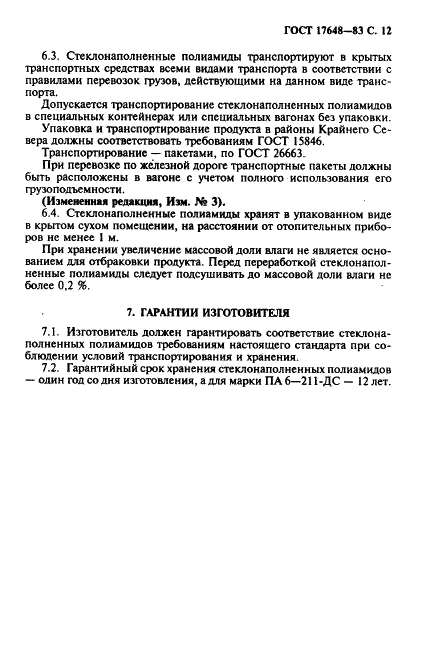 ГОСТ 17648—83 С. 12
6.3. Стеклонаполненные полиамиды транспортируют в крытых
транспортных средствах всеми видами транспорта в соответствии с
правилами перевозок грузов, действующими на данном виде транс-
порта.
Допускается транспортирование стеклонаполненных полиамидов
в специальных контейнерах или специальных вагонах без упаковки.
Упаковка и транспортирование продукта в районы Крайнего Се-
вера должны соответствовать требованиям ГОСТ 15846.
Транспортирование — пакетами, по ГОСТ 26663.
При перевозке по железной дороге транспортные пакеты должны
быть расположены в вагоне с учетом полного использования его
грузоподъемности.
(Измененная редакция, Изм. № 3).
6.4. Стеклонаполненные полиамиды хранят в упакованном виде
в крытом сухом помещении, на расстоянии от отопительных прибо-
ров не менее 1 м.
При хранении увеличение массовой доли влаги не является осно-
ванием для отбраковки продукта. Перед переработкой стеклонапол-
ненные полиамиды следует подсушивать до массовой доли влаги не
более 0,2 %.
7. ГАРАНТИИ ИЗГОТОВИТЕЛЯ
7.1. Изготовитель должен гарантировать соответствие стеклона-
полненных полиамидов требованиям настоящего стандарта при со-
блюдении условий транспортирования и хранения.
7.2. Гарантийный срок хранения стеклонаполненных полиамидов
— один год со дня изготовления, а для марки ПА 6—211-ДС — 12 лет.